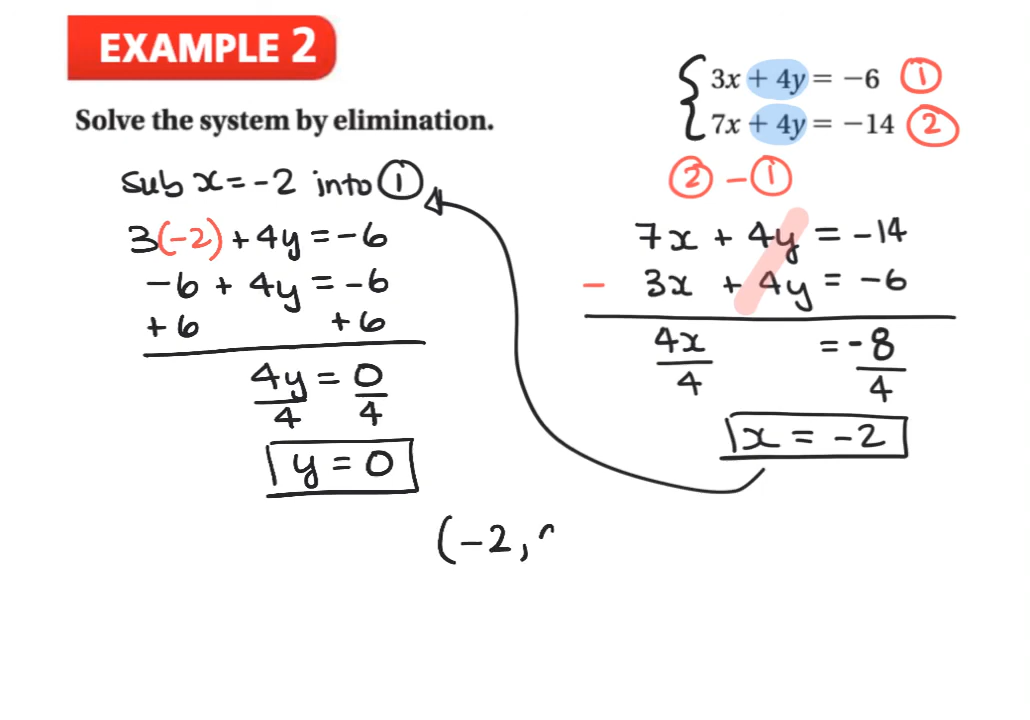 EXAMPLE 2
Solve the system by elimination.
3x + 4y = −6 ①
7x + 4y = −14 ②
② − ①
7x + 4y = −14
− 3x + 4y = −6
4x = −8
4 4
x = −2
sub x = −2 into ①
3(−2) + 4y = −6
−6 + 4y = −6
+6 +6
4y = 0
4 4
y = 0
(−2,